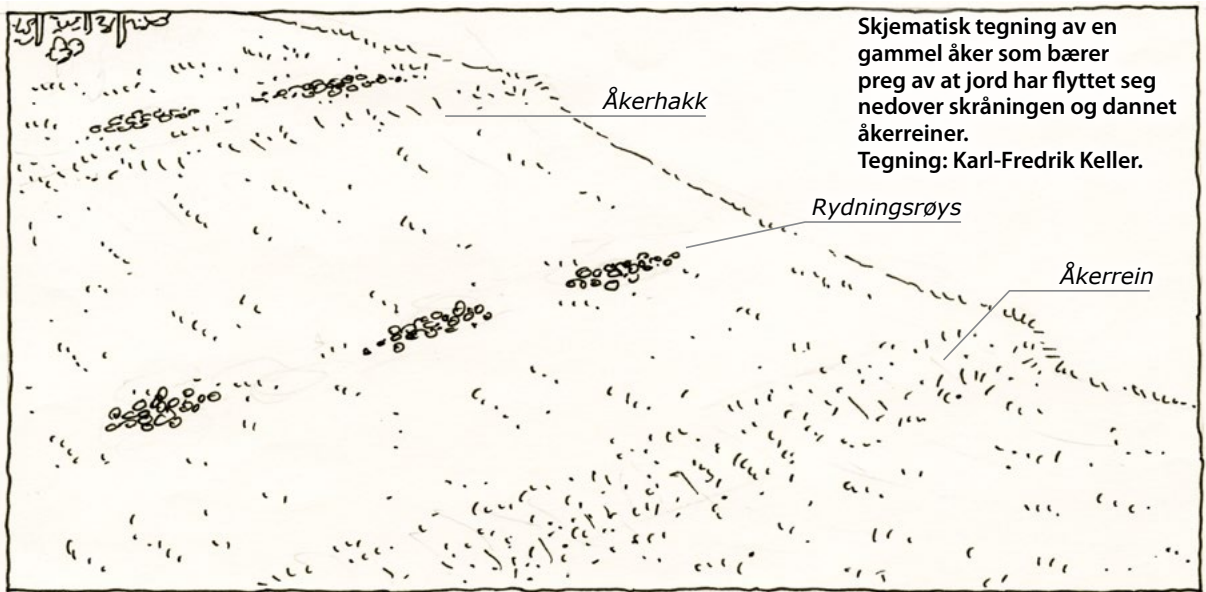 Skjematisk tegning av en
gammel åker som bærer
preg av at jord har flyttet seg
nedover skråningen og dannet
åkerreiner.
Tegning: Karl-Fredrik Keller.
Åkerhakk
Rydningsrøys
Åkerrein